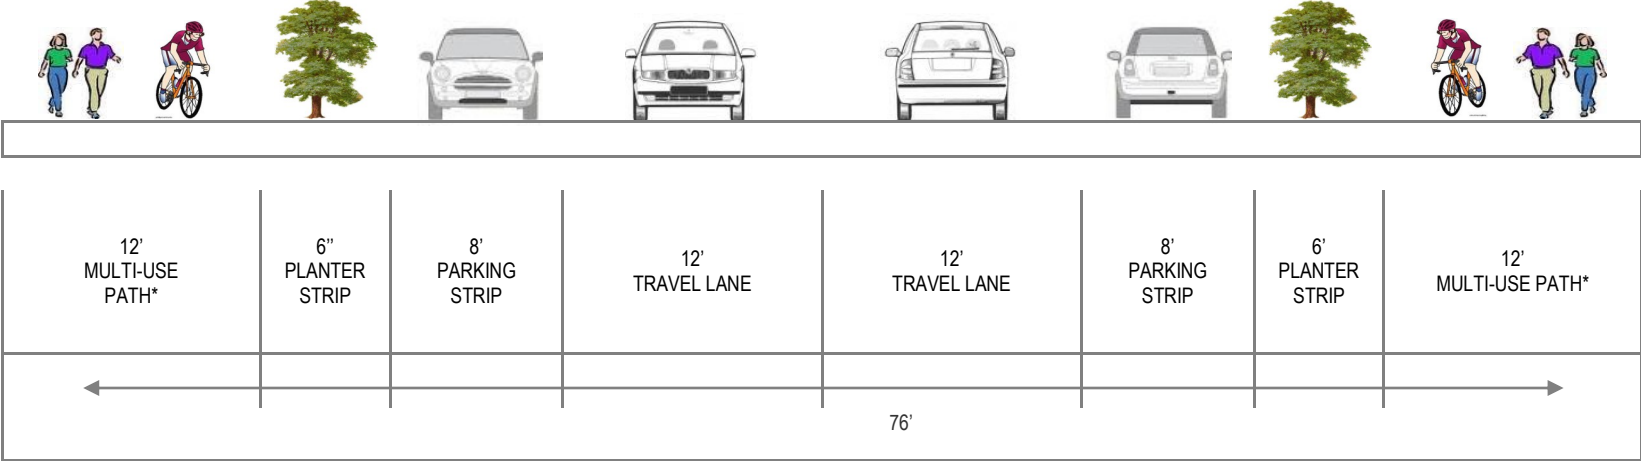 12’
MULTI-USE
PATH*
6’’
PLANTER
STRIP
8’
PARKING
STRIP
12’
TRAVEL LANE
12’
TRAVEL LANE
8’
PARKING
STRIP
6’
PLANTER
STRIP
12’
MULTI-USE PATH*
76’